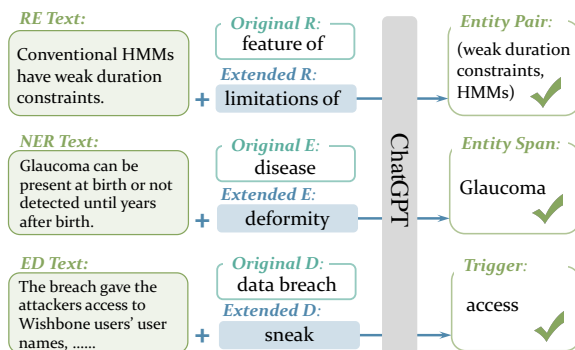 RE Text:
Conventional HMMs
have weak duration
constraints.
+
Original R:
feature of
Extended R:
limitations of
Entity Pair:
(weak duration
constraints,
HMMs)
NER Text:
Glaucoma can be
present at birth or not
detected until years
after birth.
+
Original E:
disease
Extended E:
deformity
ChatGPT
Entity Span:
Glaucoma
ED Text:
The breach gave the
attackers access to
Wishbone users' user
names, ......
+
Original D:
data breach
Extended D:
sneak
Trigger:
access